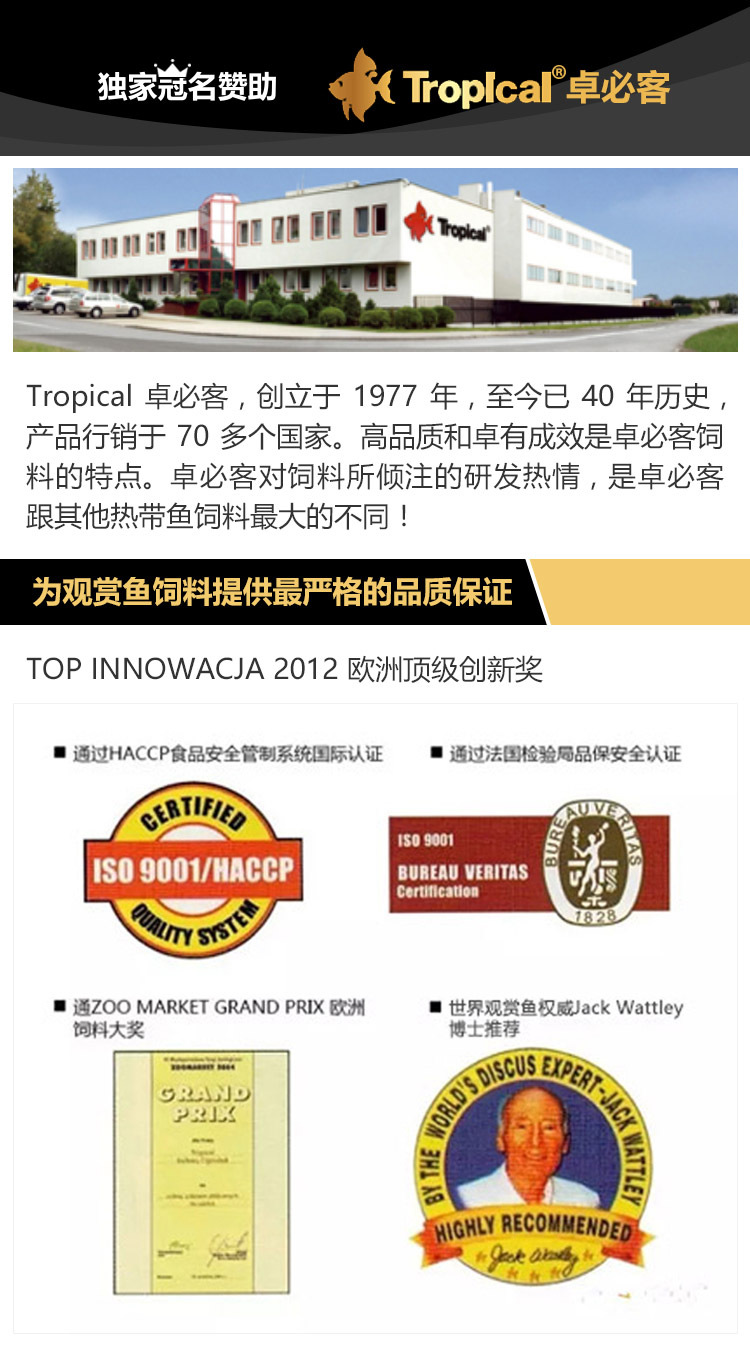 独家冠名赞助
Tropical®卓必客
Tropical
Tropical 卓必客，创立于 1977 年，至今已 40 年历史，
产品行销于 70 多个国家。高品质和卓有成效是卓必客饲
料的特点。卓必客对饲料所倾注的研发热情，是卓必客
跟其他热带鱼饲料最大的不同！
为观赏鱼饲料提供最严格的品质保证
TOP INNOWACJA 2012 欧洲顶级创新奖
■ 通过HACCP食品安全管制系统国际认证
■ 通过法国检验局品保安全认证
CERTIFIED
ISO 9001/HACCP
QUALITY SYSTEM
ISO 9001
BUREAU VERITAS
Certification
BUREAU VERITAS
1828
■ 通ZOO MARKET GRAND PRIX 欧洲
饲料大奖
■ 世界观赏鱼权威Jack Wattley
博士推荐
ZOOMARKET 2004
GRAND
PRIX
Tropical
BY THE WORLD'S DISCUS EXPERT-JACK WATTLEY
HIGHLY RECOMMENDED
Jack Wattley